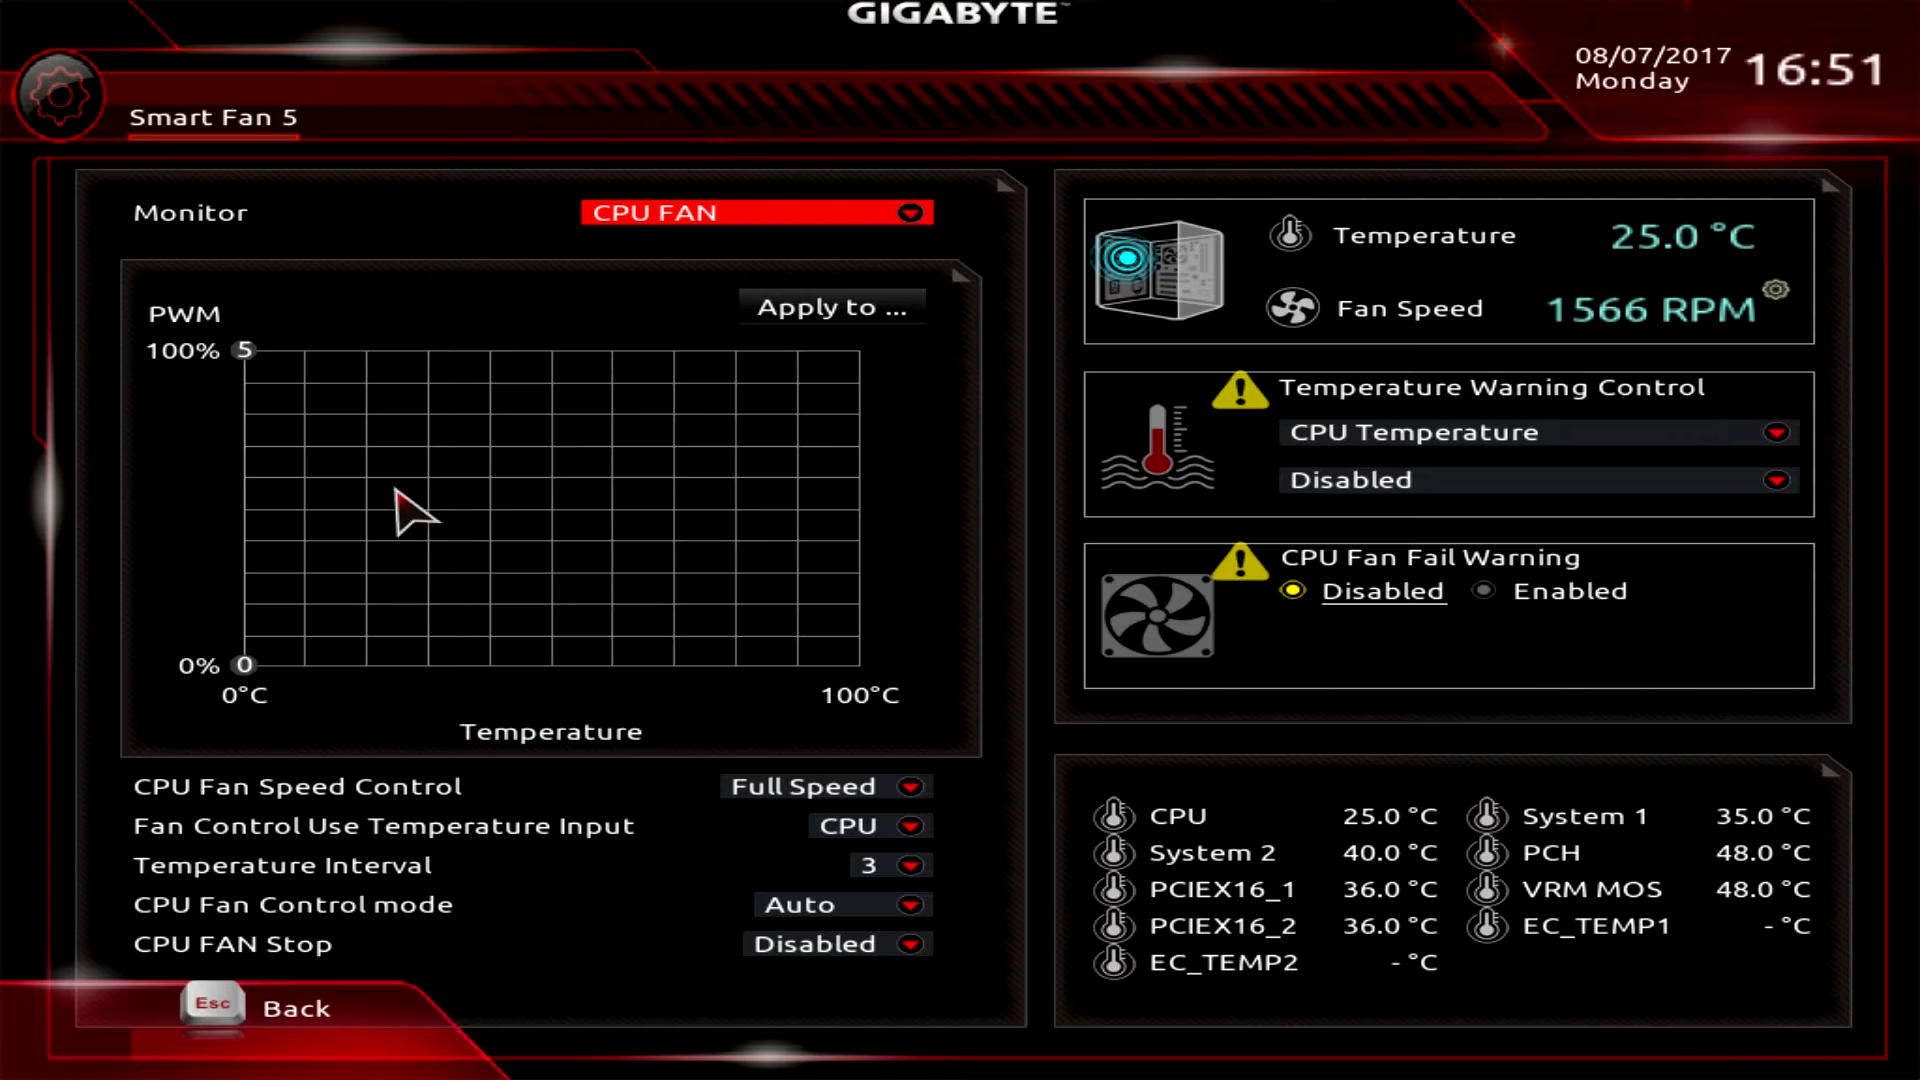 GIGABYTE
08/07/2017
Monday
16:51
Smart Fan 5
Monitor
CPU FAN
PWM
Apply to ...
100%
5
0%
0
0°C
100°C
Temperature
CPU Fan Speed Control
Full Speed
Fan Control Use Temperature Input
CPU
Temperature Interval
3
CPU Fan Control mode
Auto
CPU FAN Stop
Disabled
Esc
Back
Temperature
25.0 °C
Fan Speed
1566 RPM
Temperature Warning Control
CPU Temperature
Disabled
CPU Fan Fail Warning
Disabled
Enabled
CPU 25.0 °C System 1 35.0 °C
System 2 40.0 °C PCH 48.0 °C
PCIEX16_1 36.0 °C VRM MOS 48.0 °C
PCIEX16_2 36.0 °C EC_TEMP1 - °C
EC_TEMP2 - °C